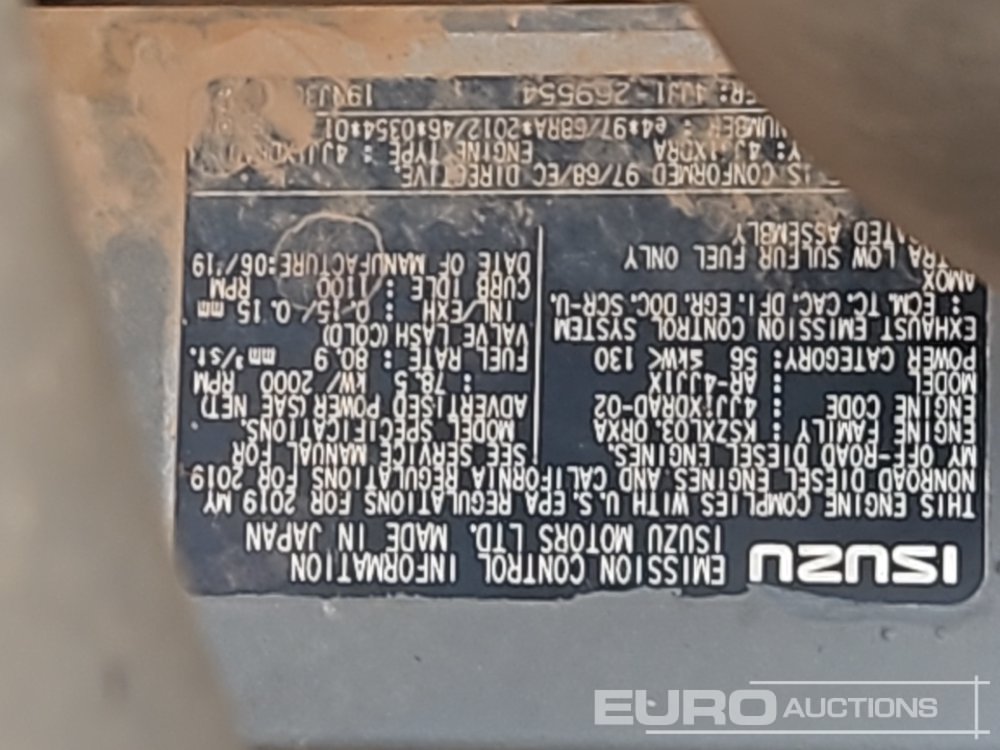 ISUZU
EMISSION CONTROL INFORMATION
ISUZU MOTORS LTD. MADE IN JAPAN
THIS ENGINE COMPLIES WITH U.S. EPA REGULATIONS FOR 2019 MY
NONROAD DIESEL ENGINES AND CALIFORNIA REGULATIONS FOR 2019
MY OFF-ROAD DIESEL ENGINES.
ENGINE FAMILY : KSZXL03.0RXA
ENGINE CODE : 4JJ1XDRAD-02
MODEL : AR-4JJ1X
POWER CATEGORY: 56 ≤kW< 130
EXHAUST EMISSION CONTROL SYSTEM
: ECM. TC. CAC. DFI. EGR. DOC. SCR-U.
AMOX
LOW SULFUR FUEL ONLY
ASSEMBLY
SEE SERVICE MANUAL FOR
MODEL SPECIFICATIONS.
ADVERTISED POWER(SAE NET)
: 78.5 kW/ 2000 RPM
FUEL RATE: 80.9 mm³/st.
VALVE LASH (COLD)
IN/EXH : 0.15/ 0.15 mm
CURB IDLE : 1100 RPM
DATE OF MANUFACTURE:06/'19
IS CONFORMED 97/68/EC DIRECTIVE.
4JJ1XDRA ENGINE TYPE :
: e4*97/68RA*2012/46*0354*01
4JJ1-269554
EURO AUCTIONS